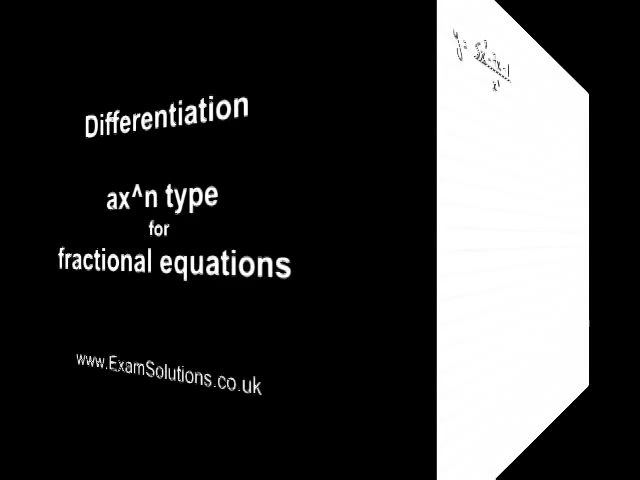 Differentiation
ax^n type
for
fractional equations
www.ExamSolutions.co.uk
y =